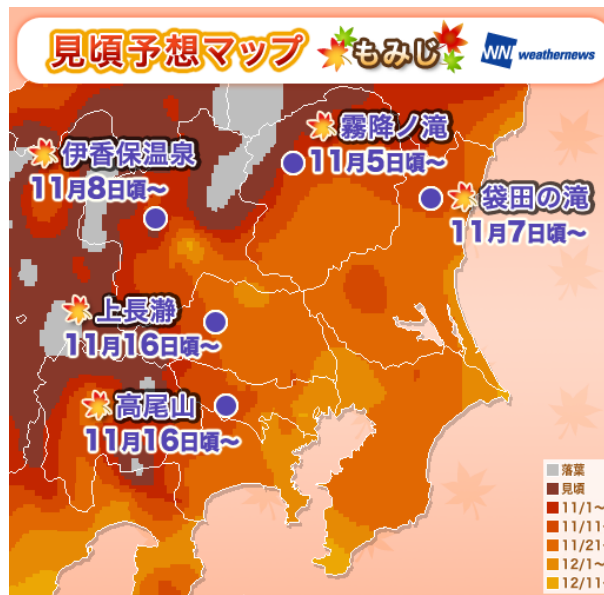 見頃予想マップ
もみじ
WNI weathernews
霧降ノ滝
11月5日頃〜
伊香保温泉
11月8日頃〜
袋田の滝
11月7日頃〜
上長瀞
11月16日頃〜
高尾山
11月16日頃〜
落葉
見頃
11/1〜
11/11〜
11/21〜
12/1〜
12/11〜